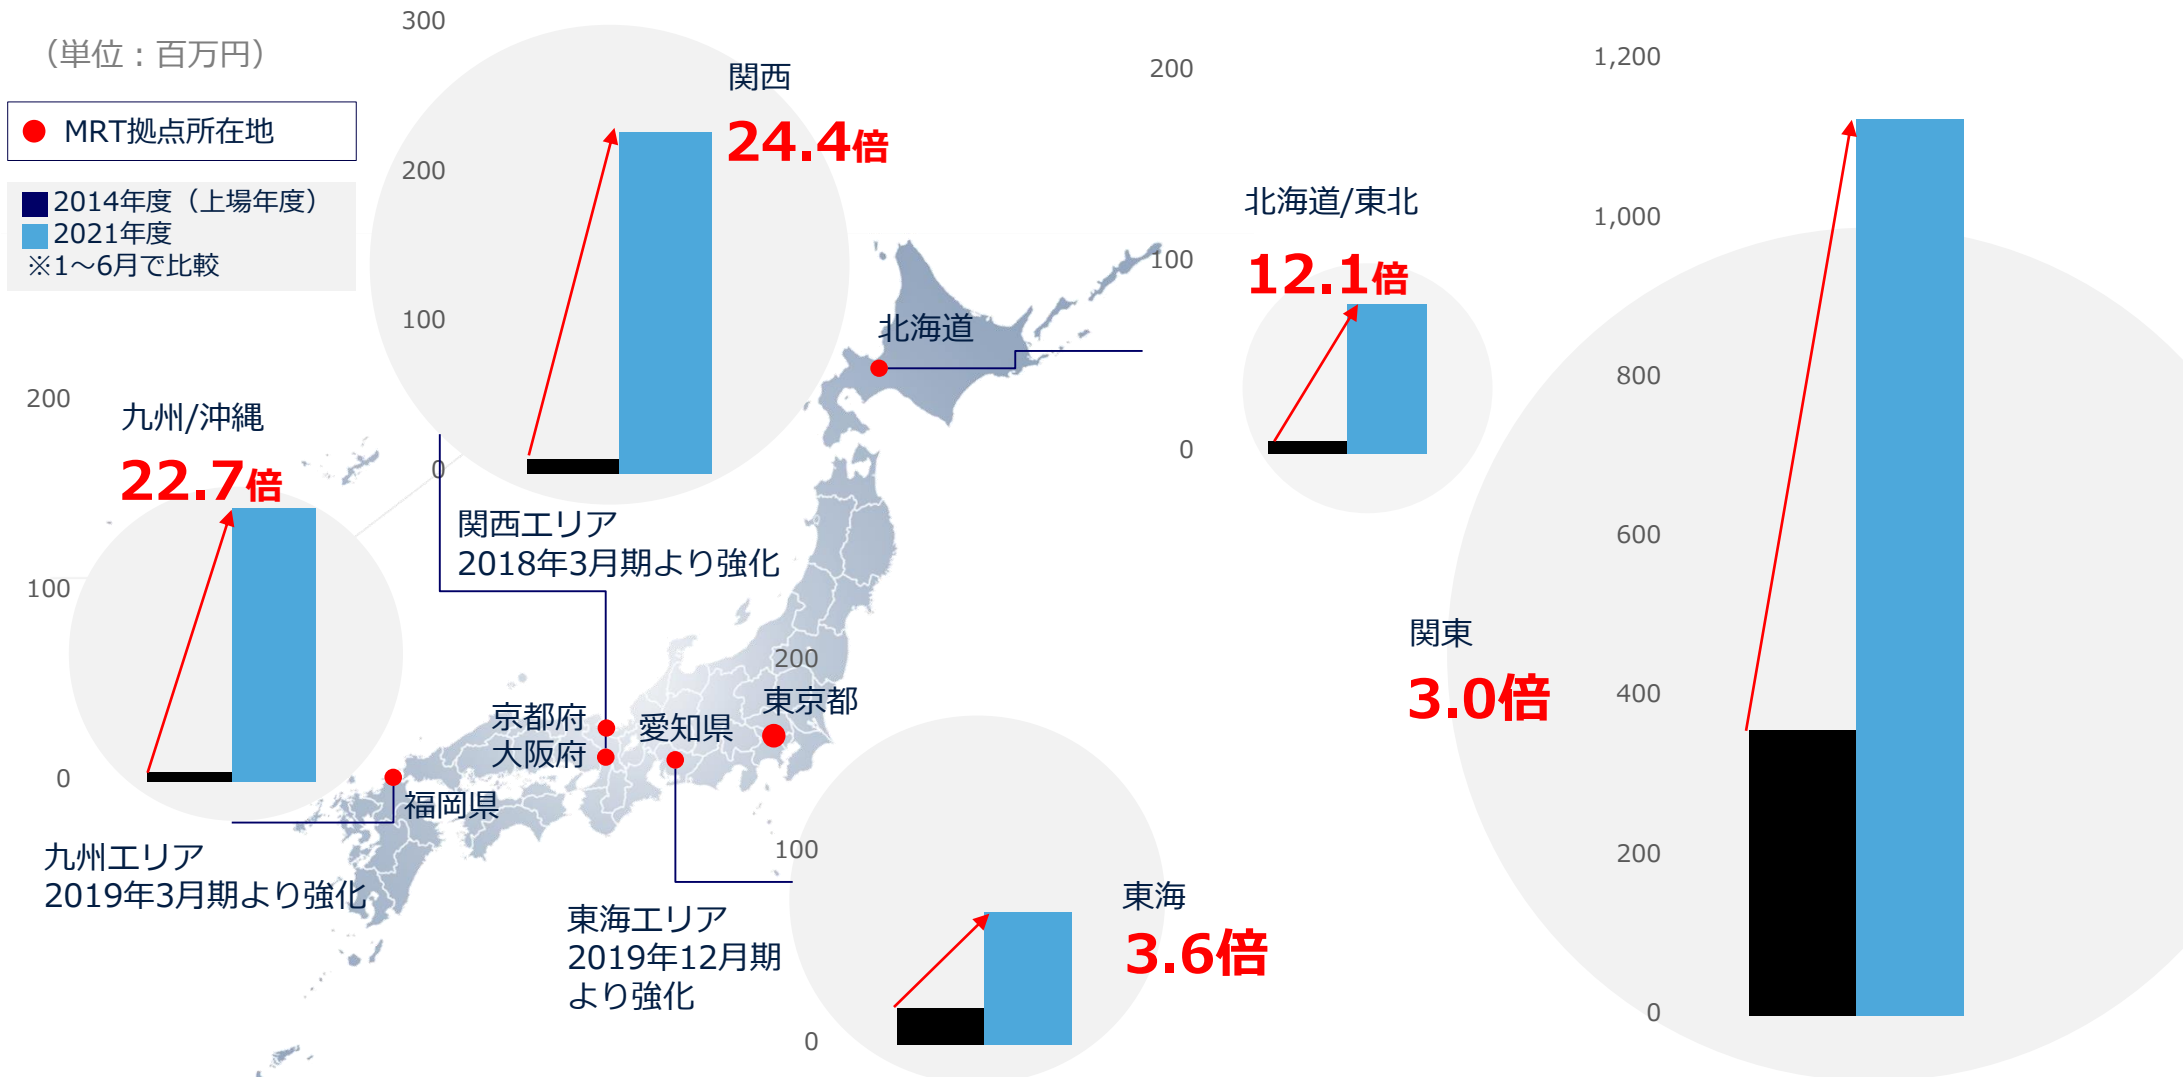 （単位：百万円）
MRT拠点所在地
2014年度（上場年度）
2021年度
※1～6月で比較
300
200
100
0
関西
24.4倍
関西エリア
2018年3月期より強化
200
100
0
北海道/東北
12.1倍
北海道
1,200
1,000
800
600
400
200
0
関東
3.0倍
200
100
0
九州/沖縄
22.7倍
九州エリア
2019年3月期より強化
京都府
大阪府
愛知県
東京都
福岡県
200
100
0
東海
3.6倍
東海エリア
2019年12月期
より強化